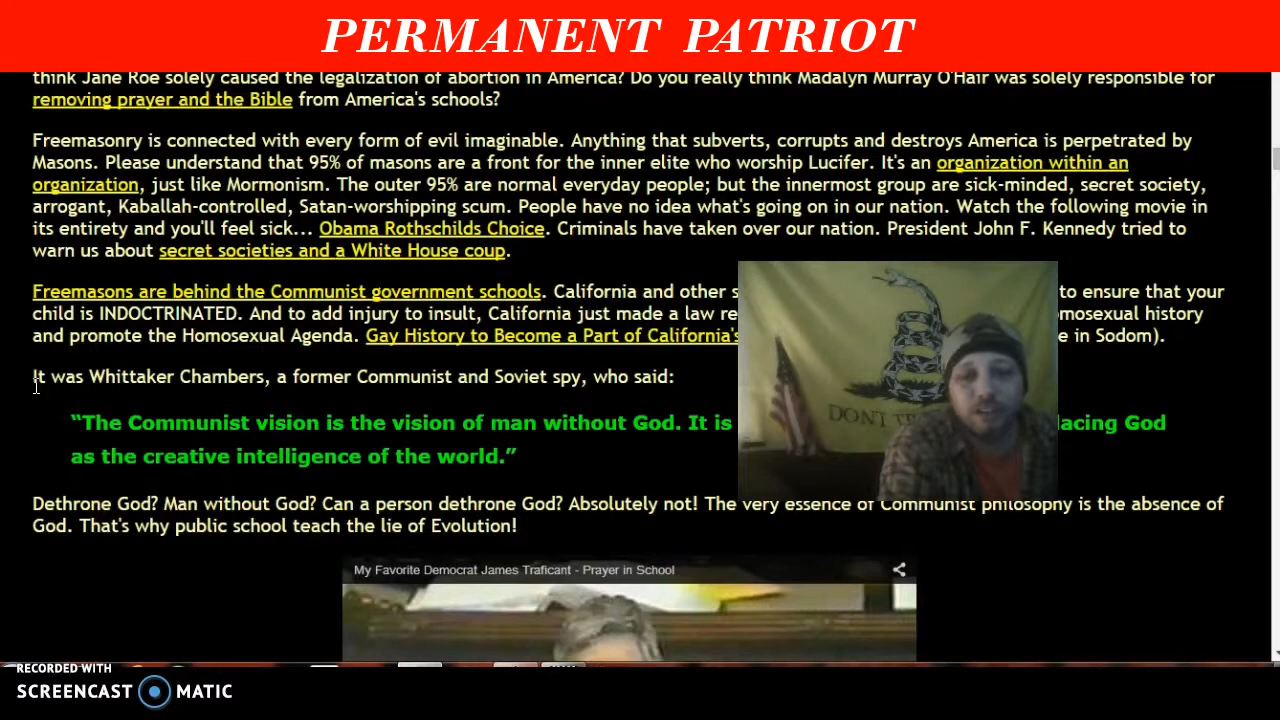 PERMANENT PATRIOT
think Jane Roe solely caused the legalization of abortion in America? Do you really think Madalyn Murray O'Hair was solely responsible for
removing prayer and the Bible from America's schools?
Freemasonry is connected with every form of evil imaginable. Anything that subverts, corrupts and destroys America is perpetrated by
Masons. Please understand that 95% of masons are a front for the inner elite who worship Lucifer. It's an organization within an
organization, just like Mormonism. The outer 95% are normal everyday people; but the innermost group are sick-minded, secret society,
arrogant, Kaballah-controlled, Satan-worshipping scum. People have no idea what's going on in our nation. Watch the following movie in
its entirety and you'll feel sick... Obama Rothschilds Choice. Criminals have taken over our nation. President John F. Kennedy tried to
warn us about secret societies and a White House coup.
Freemasons are behind the Communist government schools. California and other s to ensure that your
child is INDOCTRINATED. And to add injury to insult, California just made a law re omosexual history
and promote the Homosexual Agenda. Gay History to Become a Part of California's e in Sodom).
DONT
It was Whittaker Chambers, a former Communist and Soviet spy, who said:
“The Communist vision is the vision of man without God. It is lacing God
as the creative intelligence of the world.”
Dethrone God? Man without God? Can a person dethrone God? Absolutely not! The very essence of Communist philosophy is the absence of
God. That's why public school teach the lie of Evolution!
My Favorite Democrat James Traficant - Prayer in School
RECORDED WITH
SCREENCAST MATIC